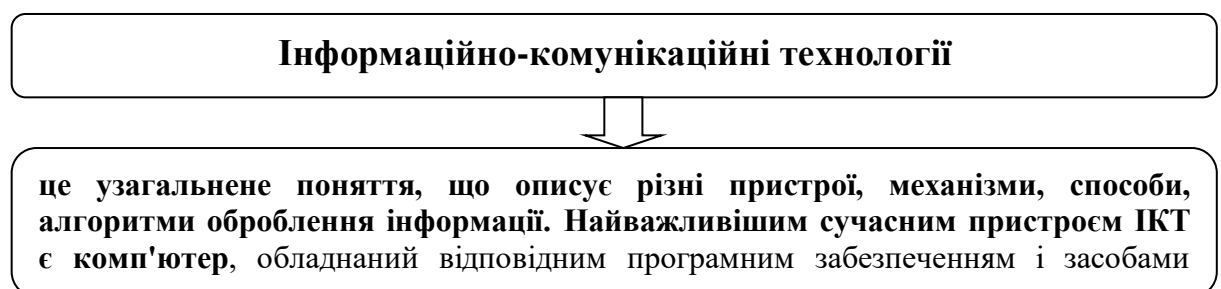 Інформаційно-комунікаційні технології
це узагальнене поняття, що описує різні пристрої, механізми, способи,
алгоритми оброблення інформації. Найважливішим сучасним пристроєм ІКТ
є комп'ютер, обладнаний відповідним програмним забезпеченням і засобами